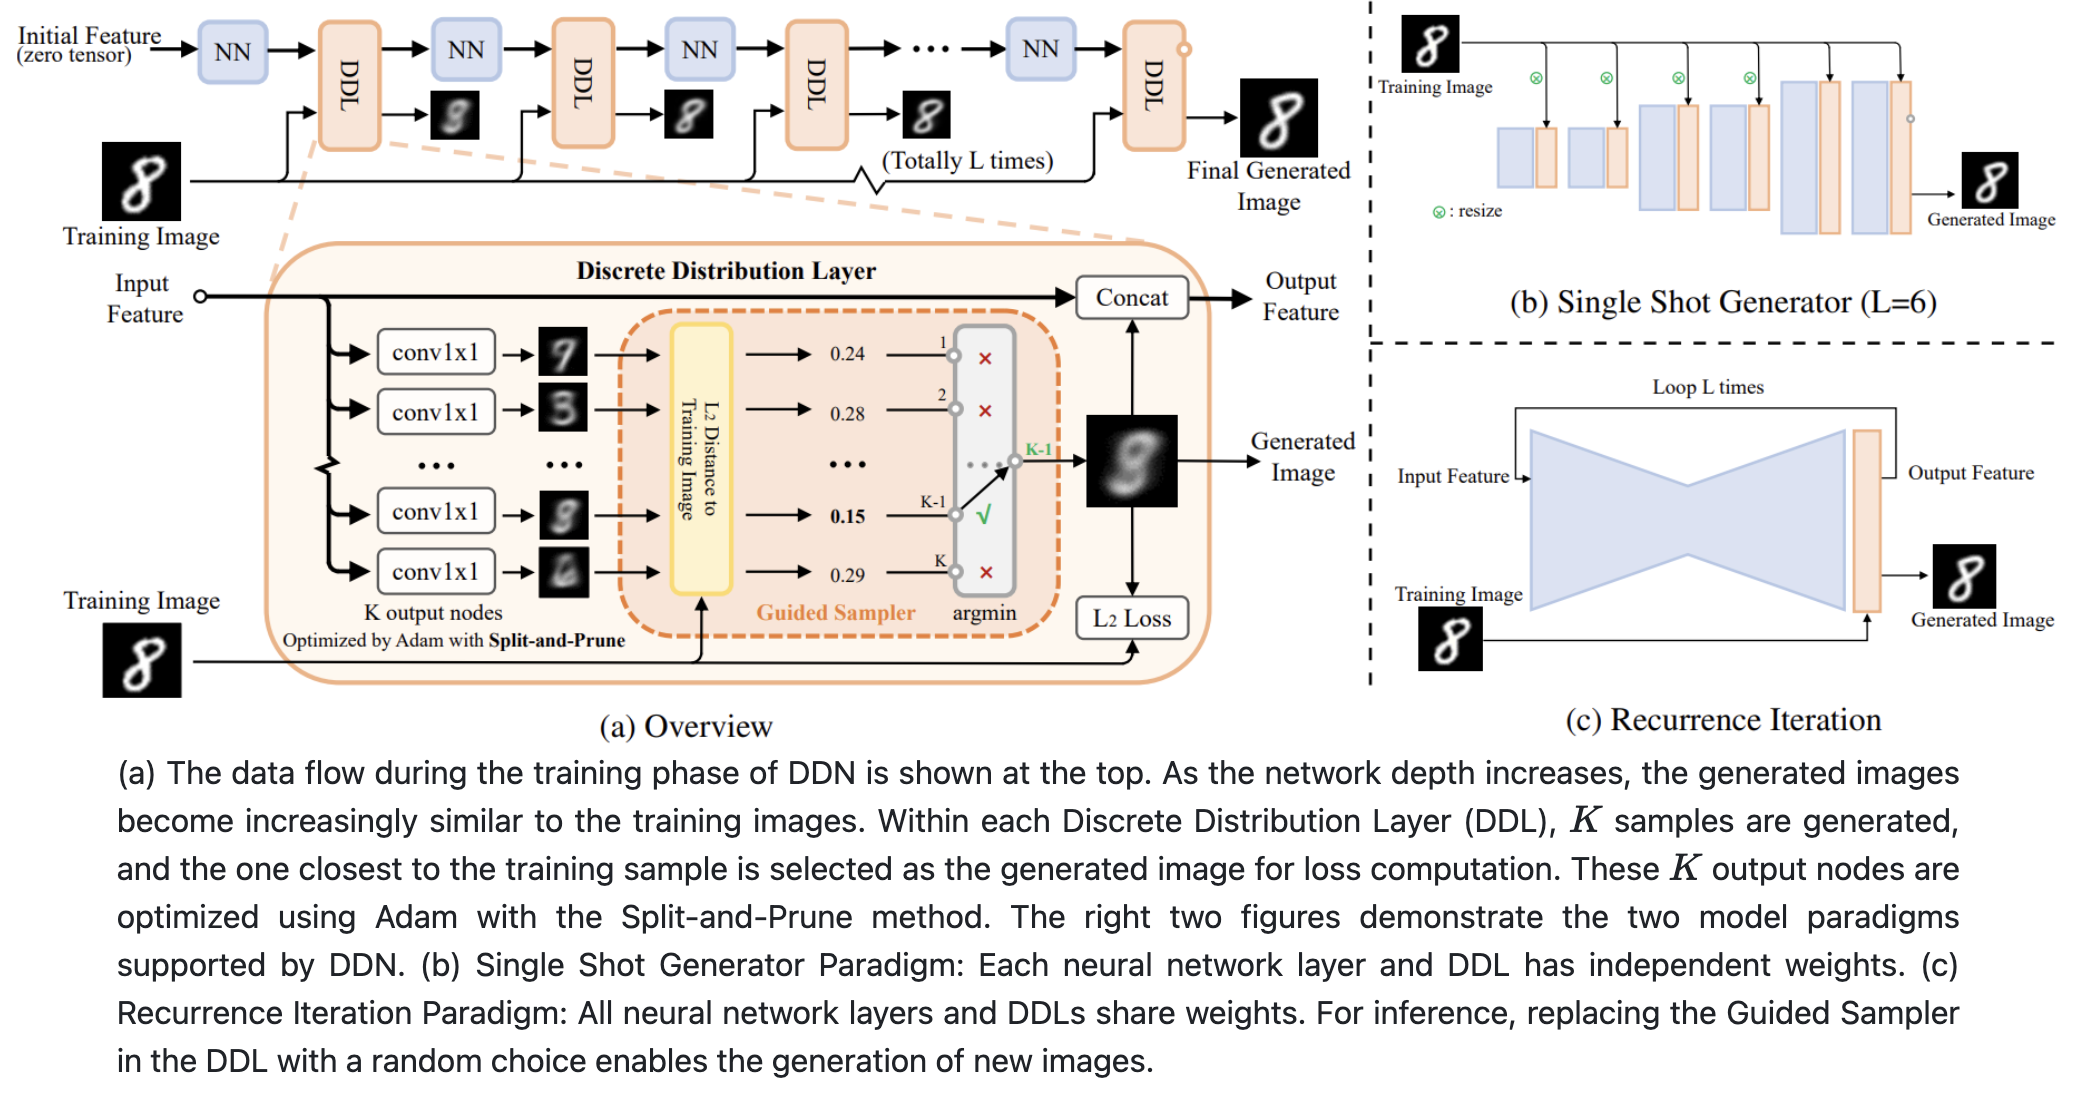 Initial Feature
(zero tensor)
NN
DDL
NN
DDL
NN
DDL
...
NN
DDL
(Totally L times)
Training Image
Final Generated
Image
Discrete Distribution Layer
Input
Feature
Concat
Output
Feature
conv1x1
conv1x1
...
conv1x1
conv1x1
...
K output nodes
Optimized by Adam with Split-and-Prune
L2 Distance to
Training Image
0.24
0.28
...
0.15
0.29
1
2
...
K-1
K
K-1
Guided Sampler
argmin
Generated
Image
L2 Loss
Training Image
(a) Overview
Training Image
⊗ : resize
Generated Image
(b) Single Shot Generator (L=6)
Loop L times
Input Feature
Output Feature
Training Image
Generated Image
(c) Recurrence Iteration
(a) The data flow during the training phase of DDN is shown at the top. As the network depth increases, the generated images
become increasingly similar to the training images. Within each Discrete Distribution Layer (DDL), K samples are generated,
and the one closest to the training sample is selected as the generated image for loss computation. These K output nodes are
optimized using Adam with the Split-and-Prune method. The right two figures demonstrate the two model paradigms
supported by DDN. (b) Single Shot Generator Paradigm: Each neural network layer and DDL has independent weights. (c)
Recurrence Iteration Paradigm: All neural network layers and DDLs share weights. For inference, replacing the Guided Sampler
in the DDL with a random choice enables the generation of new images.